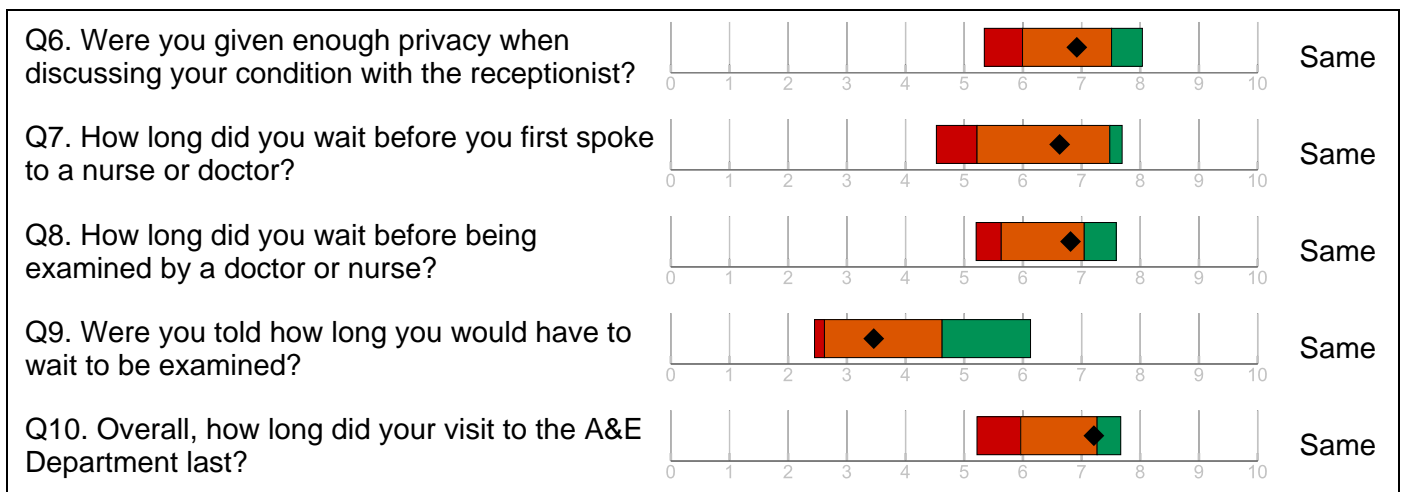 Q6. Were you given enough privacy when
discussing your condition with the receptionist?
0 1 2 3 4 5 6 7 8 9 10
Same
Q7. How long did you wait before you first spoke
to a nurse or doctor?
0 1 2 3 4 5 6 7 8 9 10
Same
Q8. How long did you wait before being
examined by a doctor or nurse?
0 1 2 3 4 5 6 7 8 9 10
Same
Q9. Were you told how long you would have to
wait to be examined?
0 1 2 3 4 5 6 7 8 9 10
Same
Q10. Overall, how long did your visit to the A&E
Department last?
0 1 2 3 4 5 6 7 8 9 10
Same